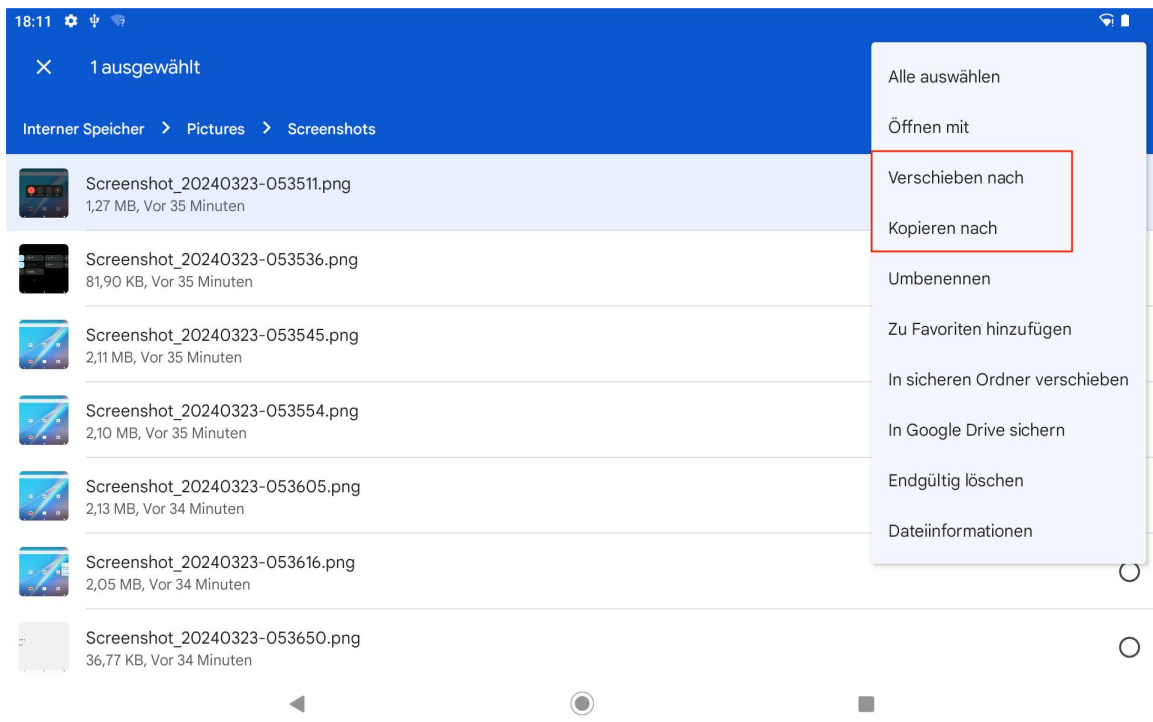 18:11
1 ausgewählt
Interner Speicher > Pictures > Screenshots
Screenshot_20240323-053511.png
1,27 MB, Vor 35 Minuten
Screenshot_20240323-053536.png
81,90 KB, Vor 35 Minuten
Screenshot_20240323-053545.png
2,11 MB, Vor 35 Minuten
Screenshot_20240323-053554.png
2,10 MB, Vor 35 Minuten
Screenshot_20240323-053605.png
2,13 MB, Vor 34 Minuten
Screenshot_20240323-053616.png
2,05 MB, Vor 34 Minuten
Screenshot_20240323-053650.png
36,77 KB, Vor 34 Minuten
Alle auswählen
Öffnen mit
Verschieben nach
Kopieren nach
Umbenennen
Zu Favoriten hinzufügen
In sicheren Ordner verschieben
In Google Drive sichern
Endgültig löschen
Dateiinformationen